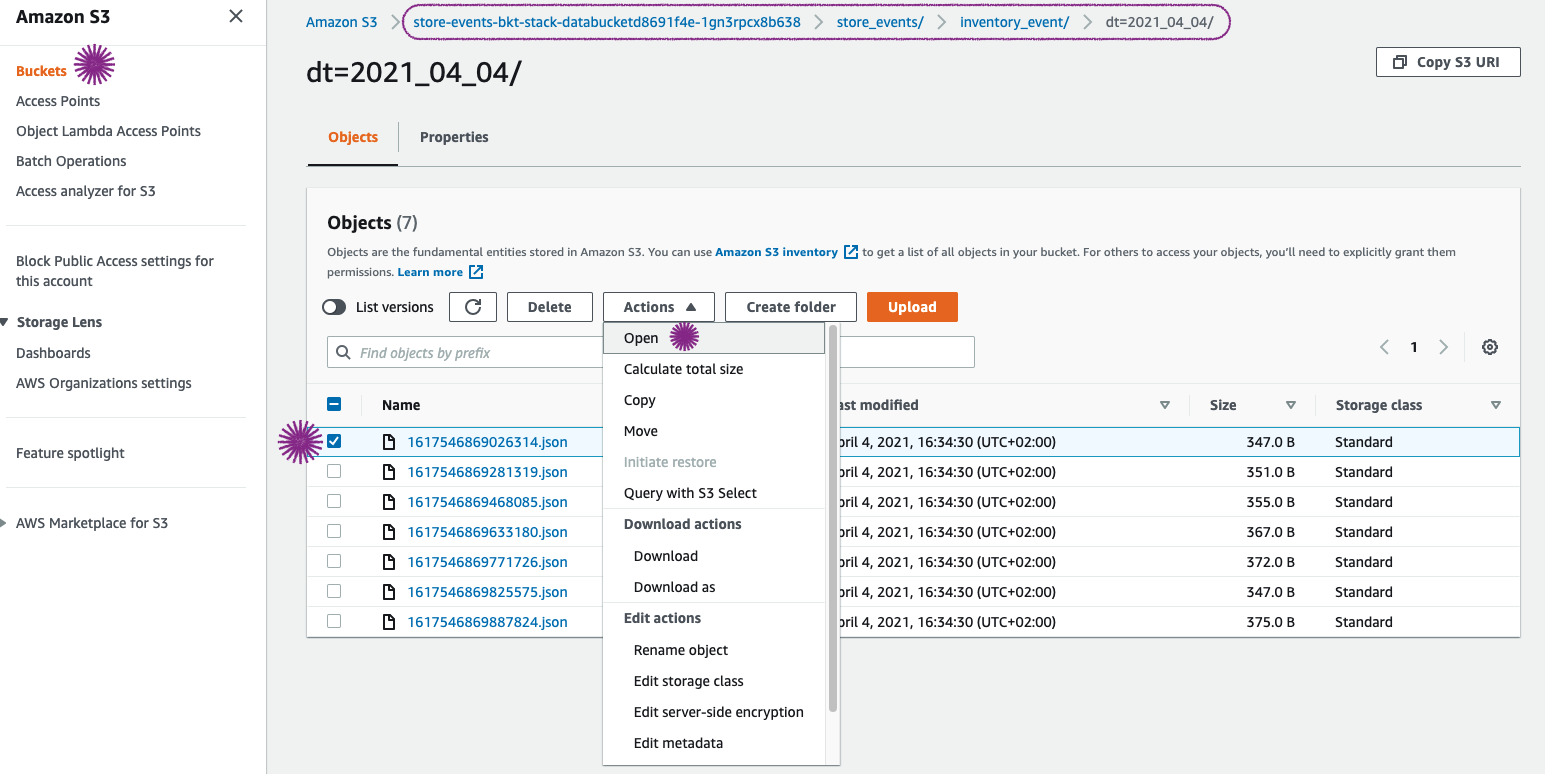 Amazon S3
Buckets
Access Points
Object Lambda Access Points
Batch Operations
Access analyzer for S3
Block Public Access settings for
this account
Storage Lens
Dashboards
AWS Organizations settings
Feature spotlight
AWS Marketplace for S3
Amazon S3 > store-events-bkt-stack-databucketd8691f4e-1gn3rpcx8b638 > store_events/ > inventory_event/ > dt=2021_04_04/
dt=2021_04_04/
Copy S3 URI
Objects Properties
Objects (7)
Objects are the fundamental entities stored in Amazon S3. You can use Amazon S3 inventory to get a list of all objects in your bucket. For others to access your objects, you'll need to explicitly grant them
permissions. Learn more
List versions Delete Actions Create folder Upload
Find objects by prefix
1
Open
Calculate total size
Copy
Move
Initiate restore
Query with S3 Select
Download actions
Download
Download as
Edit actions
Rename object
Edit storage class
Edit server-side encryption
Edit metadata
Name ast modified Size Storage class
1617546869026314.json pril 4, 2021, 16:34:30 (UTC+02:00) 347.0 B Standard
1617546869281319.json pril 4, 2021, 16:34:30 (UTC+02:00) 351.0 B Standard
1617546869468085.json pril 4, 2021, 16:34:30 (UTC+02:00) 355.0 B Standard
1617546869633180.json pril 4, 2021, 16:34:30 (UTC+02:00) 367.0 B Standard
1617546869771726.json pril 4, 2021, 16:34:30 (UTC+02:00) 372.0 B Standard
1617546869825575.json pril 4, 2021, 16:34:30 (UTC+02:00) 347.0 B Standard
1617546869887824.json pril 4, 2021, 16:34:30 (UTC+02:00) 375.0 B Standard